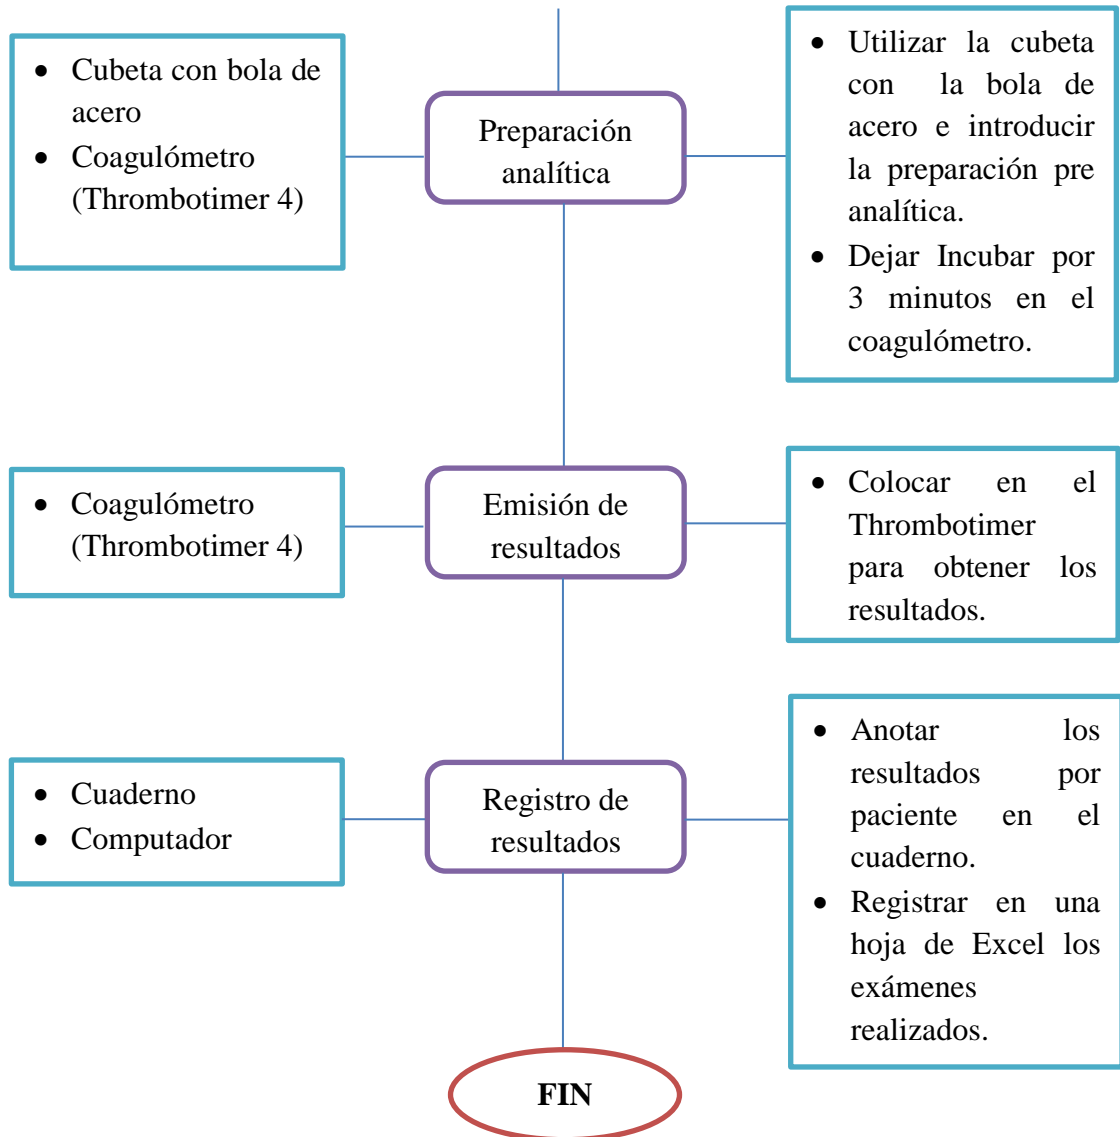 • Cubeta con bola de
acero
• Coagulómetro
(Thrombotimer 4)
Preparación
analítica
• Utilizar la cubeta
con la bola de
acero e introducir
la preparación pre
analítica.
• Dejar Incubar por
3 minutos en el
coagulómetro.
• Coagulómetro
(Thrombotimer 4)
Emisión de
resultados
• Colocar en el
Thrombotimer
para obtener los
resultados.
• Cuaderno
• Computador
Registro de
resultados
• Anotar los
resultados por
paciente en el
cuaderno.
• Registrar en una
hoja de Excel los
exámenes
realizados.
FIN